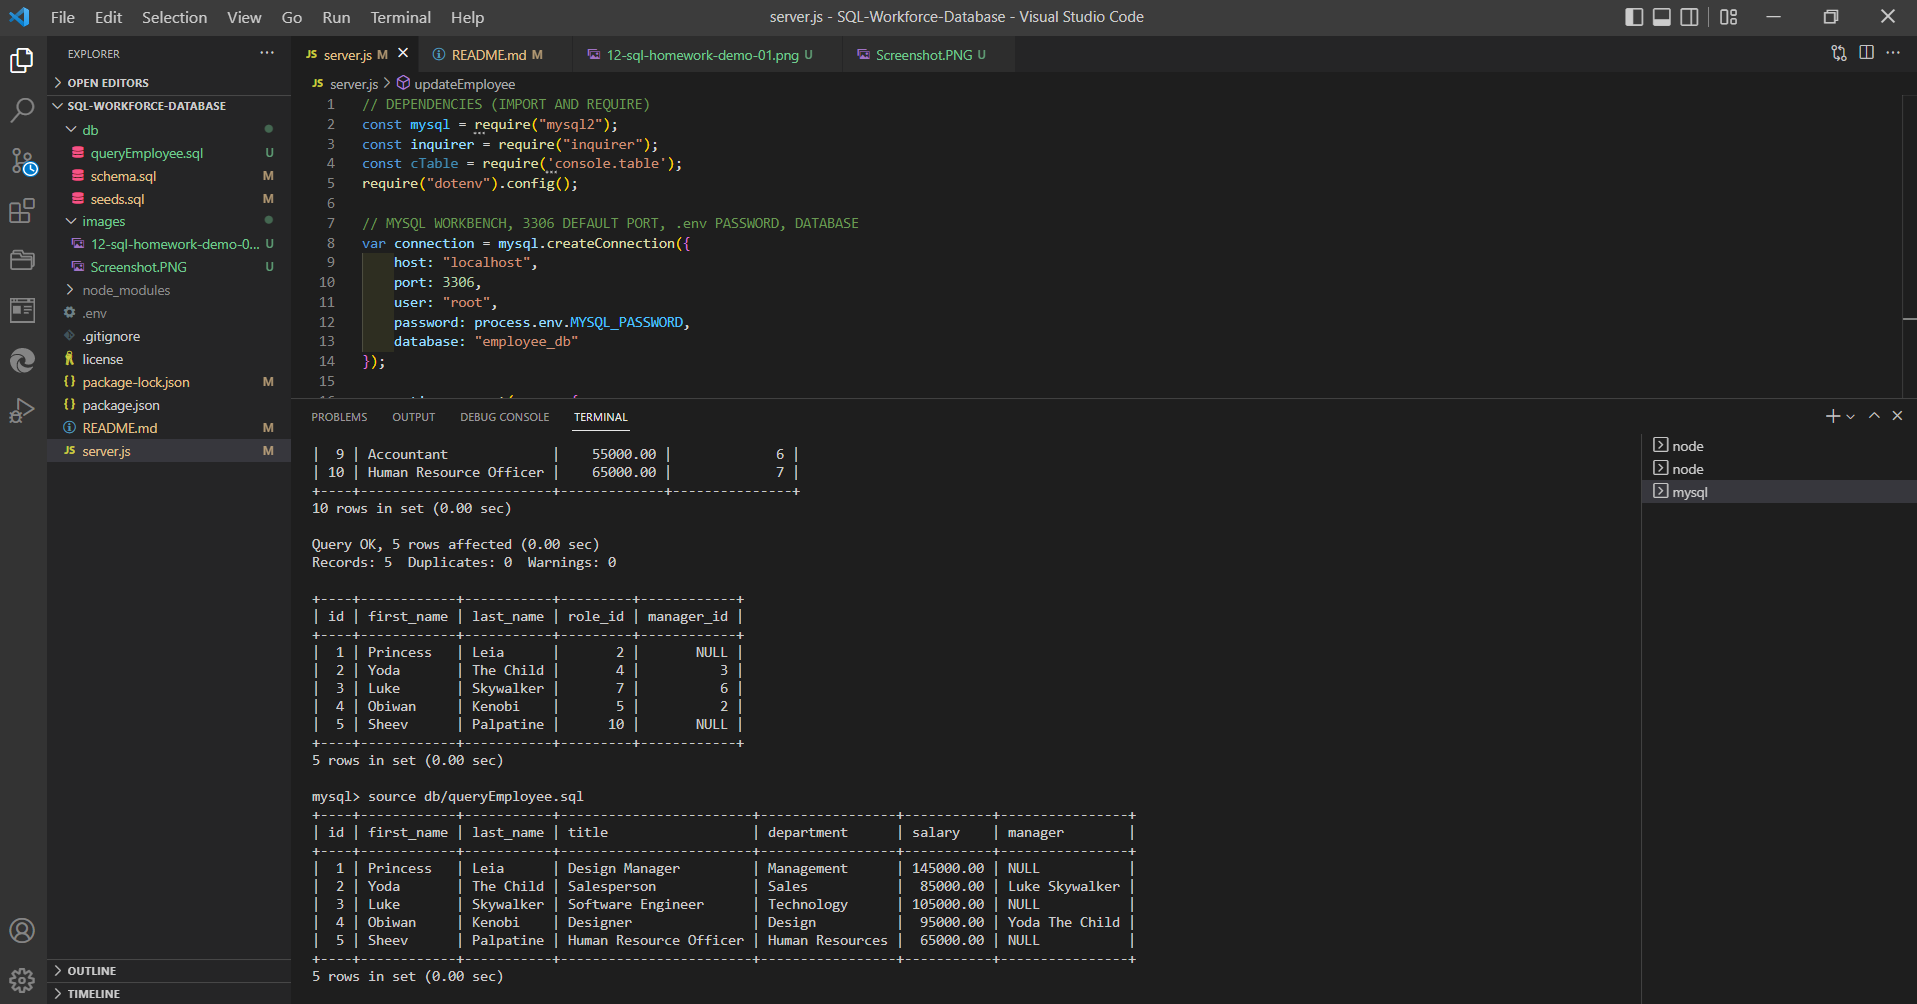 File Edit Selection View Go Run Terminal Help
server.js - SQL-Workforce-Database - Visual Studio Code
EXPLORER ···
OPEN EDITORS
SQL-WORKFORCE-DATABASE
db
queryEmployee.sql U
schema.sql M
seeds.sql M
images
12-sql-homework-demo-0... U
Screenshot.PNG U
node_modules
.env
.gitignore
license
package-lock.json M
package.json
README.md M
server.js M
OUTLINE
TIMELINE
JS server.js M README.md M 12-sql-homework-demo-01.png U Screenshot.PNG U
JS server.js > updateEmployee
1 // DEPENDENCIES (IMPORT AND REQUIRE)
2 const mysql = require("mysql2");
3 const inquirer = require("inquirer");
4 const cTable = require('console.table');
5 require("dotenv").config();
6
7 // MYSQL WORKBENCH, 3306 DEFAULT PORT, .env PASSWORD, DATABASE
8 var connection = mysql.createConnection({
9 host: "localhost",
10 port: 3306,
11 user: "root",
12 password: process.env.MYSQL_PASSWORD,
13 database: "employee_db"
14 });
15
PROBLEMS OUTPUT DEBUG CONSOLE TERMINAL
| 9 | Accountant | 55000.00 | 6 |
| 10 | Human Resource Officer | 65000.00 | 7 |
+----+------------------------+-------------+---------------+
10 rows in set (0.00 sec)
Query OK, 5 rows affected (0.00 sec)
Records: 5 Duplicates: 0 Warnings: 0
+----+------------+-----------+---------+------------+
| id | first_name | last_name | role_id | manager_id |
+----+------------+-----------+---------+------------+
| 1 | Princess | Leia | 2 | NULL |
| 2 | Yoda | The Child | 4 | 3 |
| 3 | Luke | Skywalker | 7 | 6 |
| 4 | Obiwan | Kenobi | 5 | 2 |
| 5 | Sheev | Palpatine | 10 | NULL |
+----+------------+-----------+---------+------------+
5 rows in set (0.00 sec)
mysql> source db/queryEmployee.sql
+----+------------+-----------+------------------------+-----------------+-----------+----------------+
| id | first_name | last_name | title | department | salary | manager |
+----+------------+-----------+------------------------+-----------------+-----------+----------------+
| 1 | Princess | Leia | Design Manager | Management | 145000.00 | NULL |
| 2 | Yoda | The Child | Salesperson | Sales | 85000.00 | Luke Skywalker |
| 3 | Luke | Skywalker | Software Engineer | Technology | 105000.00 | NULL |
| 4 | Obiwan | Kenobi | Designer | Design | 95000.00 | Yoda The Child |
| 5 | Sheev | Palpatine | Human Resource Officer | Human Resources | 65000.00 | NULL |
+----+------------+-----------+------------------------+-----------------+-----------+----------------+
5 rows in set (0.00 sec)
node
node
mysql